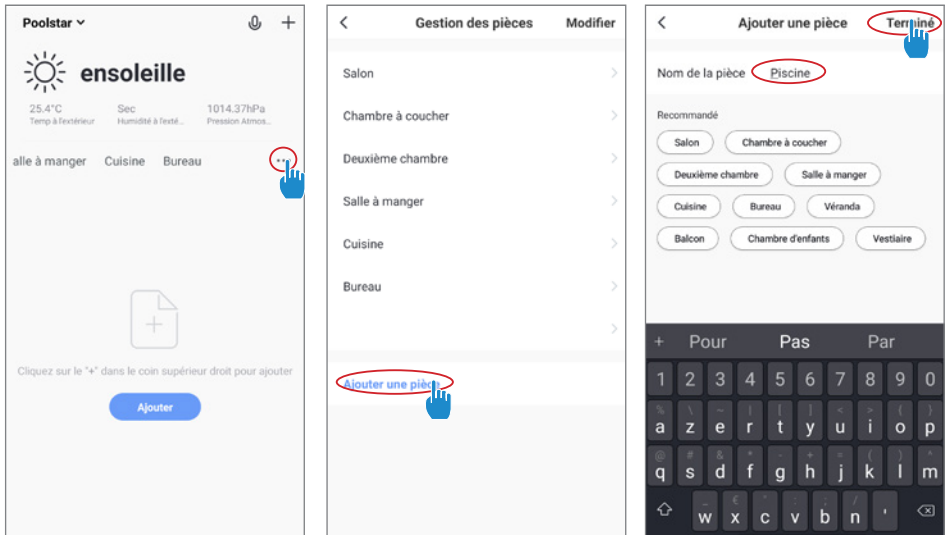 Poolstar
ensoleille
25.4°C Sec 1014.37hPa
Temp à l'extérieur Humidité à l'exté... Pression Atmos...
alle à manger Cuisine Bureau ...
Cliquez sur le "+" dans le coin supérieur droit pour ajouter
Ajouter
Gestion des pièces Modifier
Salon
Chambre à coucher
Deuxième chambre
Salle à manger
Cuisine
Bureau
Ajouter une pièce
Ajouter une pièce Terminé
Nom de la pièce Piscine
Recommandé
Salon Chambre à coucher
Deuxième chambre Salle à manger
Cuisine Bureau Véranda
Balcon Chambre d'enfants Vestiaire
+ Pour Pas Par
1 2 3 4 5 6 7 8 9 0
a z e r t y u i o p
q s d f g h j k l m
w x c v b n '